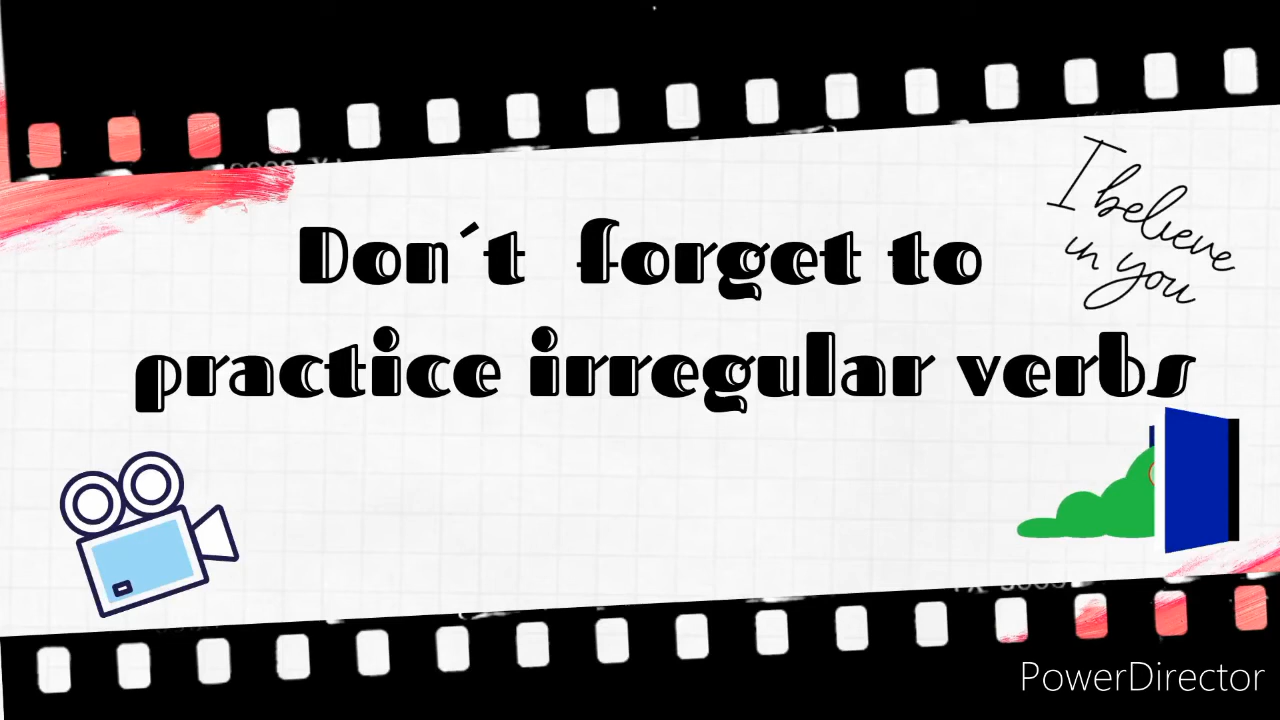 I believe
in you
Don´t forget to
practice irregular verbs
PowerDirector